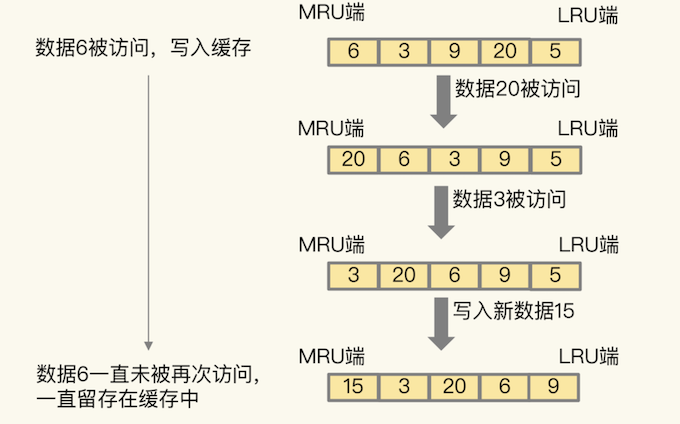 MRU端 LRU端
数据6被访问，写入缓存
6 3 9 20 5
数据20被访问
MRU端 LRU端
20 6 3 9 5
数据3被访问
MRU端 LRU端
3 20 6 9 5
写入新数据15
MRU端 LRU端
数据6一直未被再次访问，
一直留存在缓存中
15 3 20 6 9